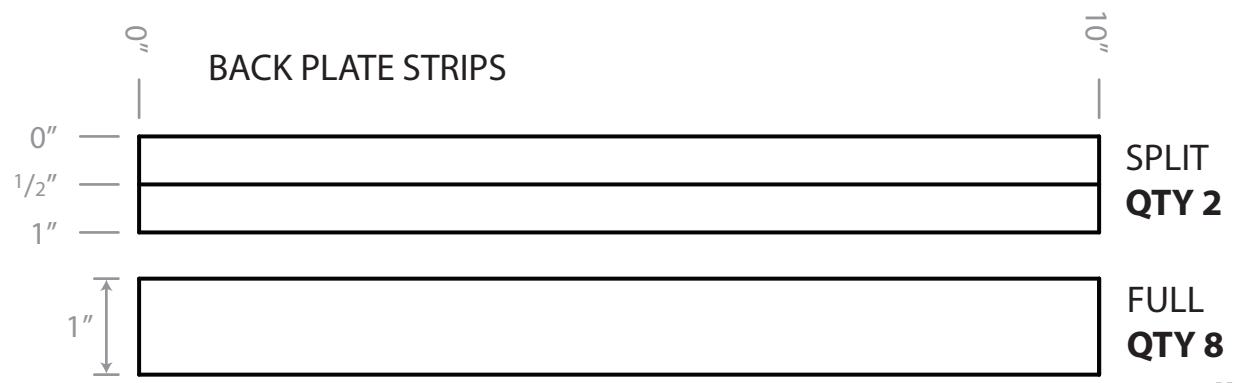 0"
10"
BACK PLATE STRIPS
0"
1/2"
1"
SPLIT
QTY 2
1"
FULL
QTY 8